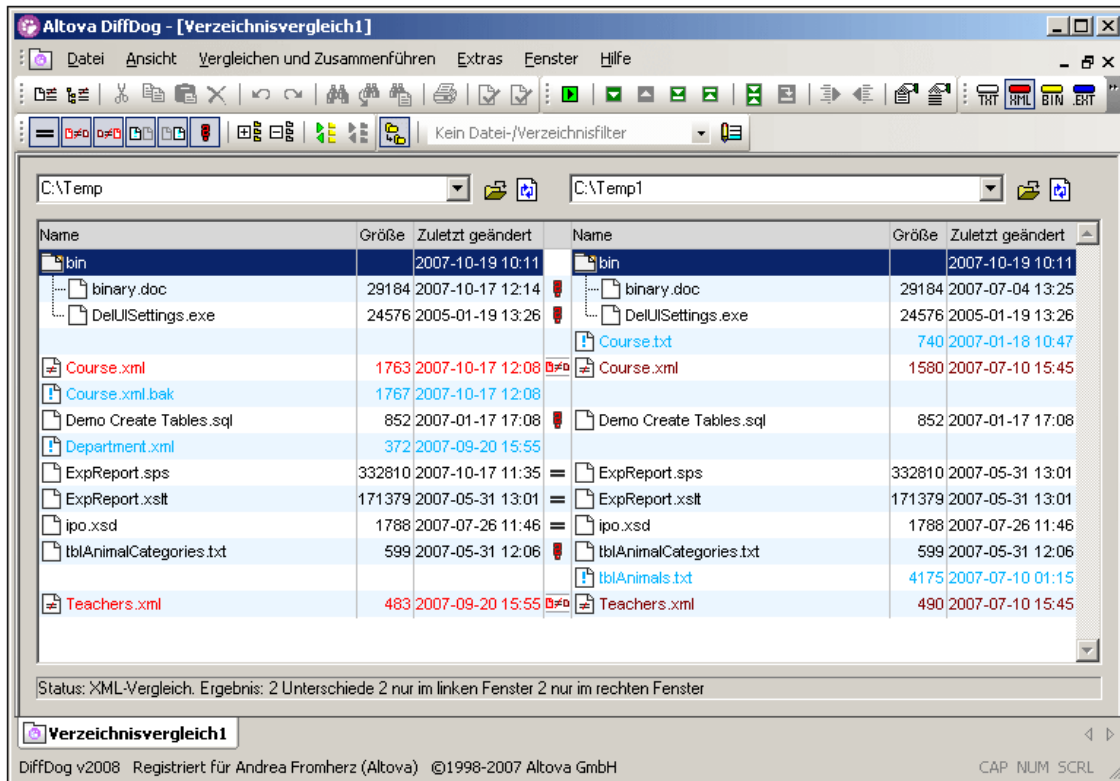 Altova DiffDog - [Verzeichnisvergleich1]
Datei Ansicht Vergleichen und Zusammenführen Extras Fenster Hilfe
TXT XML BIN .EXT
Kein Datei-/Verzeichnisfilter
C:\Temp C:\Temp1
Name Größe Zuletzt geändert Name Größe Zuletzt geändert
bin 2007-10-19 10:11 bin 2007-10-19 10:11
binary.doc 29184 2007-10-17 12:14 binary.doc 29184 2007-07-04 13:25
DelUISettings.exe 24576 2005-01-19 13:26 DelUISettings.exe 24576 2005-01-19 13:26
Course.txt 740 2007-01-18 10:47
Course.xml 1763 2007-10-17 12:08 Course.xml 1580 2007-07-10 15:45
Course.xml.bak 1767 2007-10-17 12:08
Demo Create Tables.sql 852 2007-01-17 17:08 Demo Create Tables.sql 852 2007-01-17 17:08
Department.xml 372 2007-09-20 15:55
ExpReport.sps 332810 2007-10-17 11:35 ExpReport.sps 332810 2007-05-31 13:01
ExpReport.xslt 171379 2007-05-31 13:01 ExpReport.xslt 171379 2007-05-31 13:01
ipo.xsd 1788 2007-07-26 11:46 ipo.xsd 1788 2007-07-26 11:46
tblAnimalCategories.txt 599 2007-05-31 12:06 tblAnimalCategories.txt 599 2007-05-31 12:06
tblAnimals.txt 4175 2007-07-10 01:15
Teachers.xml 483 2007-09-20 15:55 Teachers.xml 490 2007-07-10 15:45
Status: XML-Vergleich. Ergebnis: 2 Unterschiede 2 nur im linken Fenster 2 nur im rechten Fenster
Verzeichnisvergleich1
DiffDog v2008 Registriert für Andrea Fromherz (Altova) ©1998-2007 Altova GmbH CAP NUM SCRL